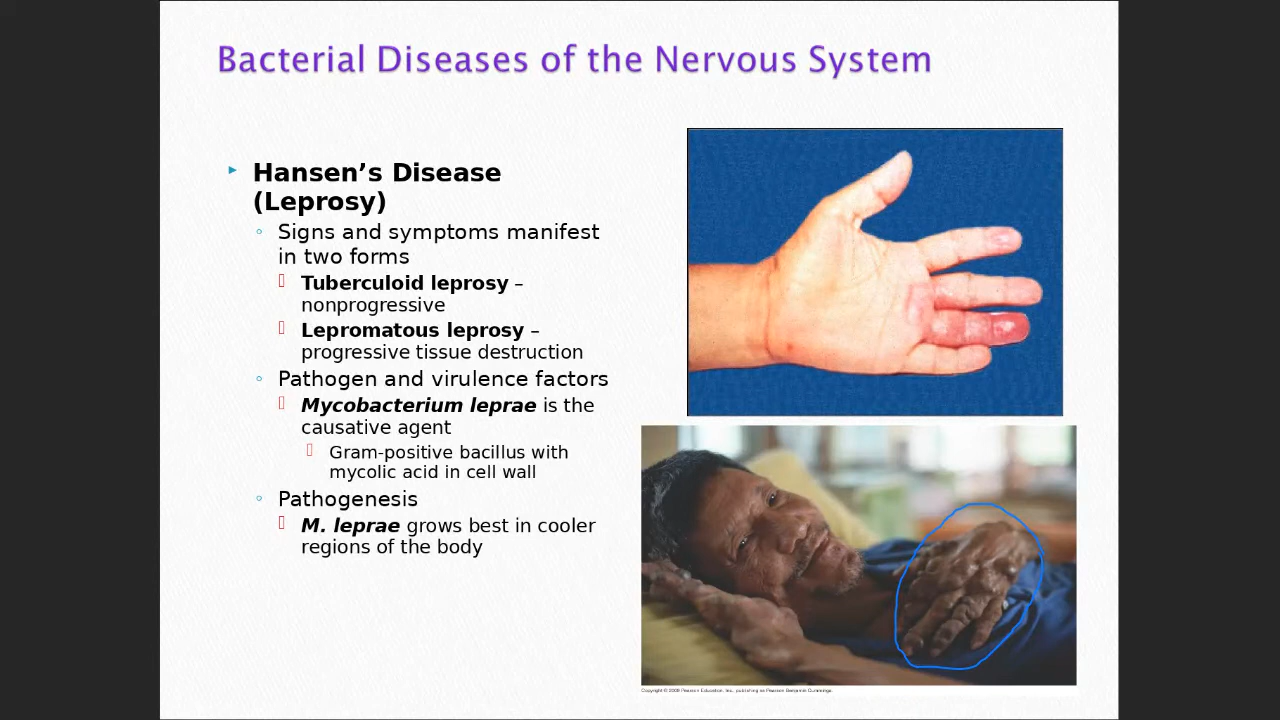 Bacterial Diseases of the Nervous System
Hansen’s Disease
(Leprosy)
Signs and symptoms manifest
in two forms
Tuberculoid leprosy –
nonprogressive
Lepromatous leprosy –
progressive tissue destruction
Pathogen and virulence factors
Mycobacterium leprae is the
causative agent
Gram-positive bacillus with
mycolic acid in cell wall
Pathogenesis
M. leprae grows best in cooler
regions of the body
Copyright © 2009 Pearson Education, Inc., publishing as Pearson Benjamin Cummings.